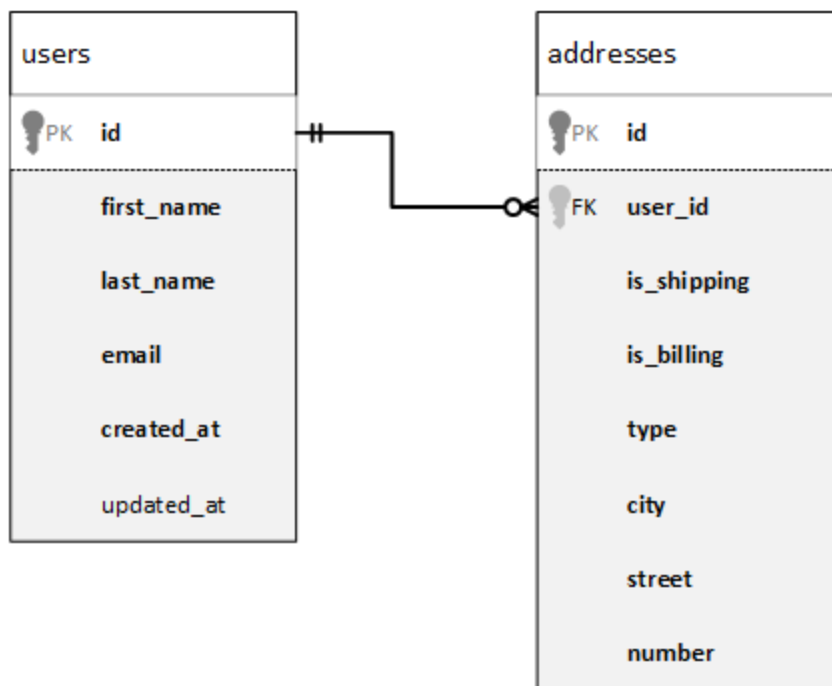 users
PK id
first_name
last_name
email
created_at
updated_at
addresses
PK id
FK user_id
is_shipping
is_billing
type
city
street
number